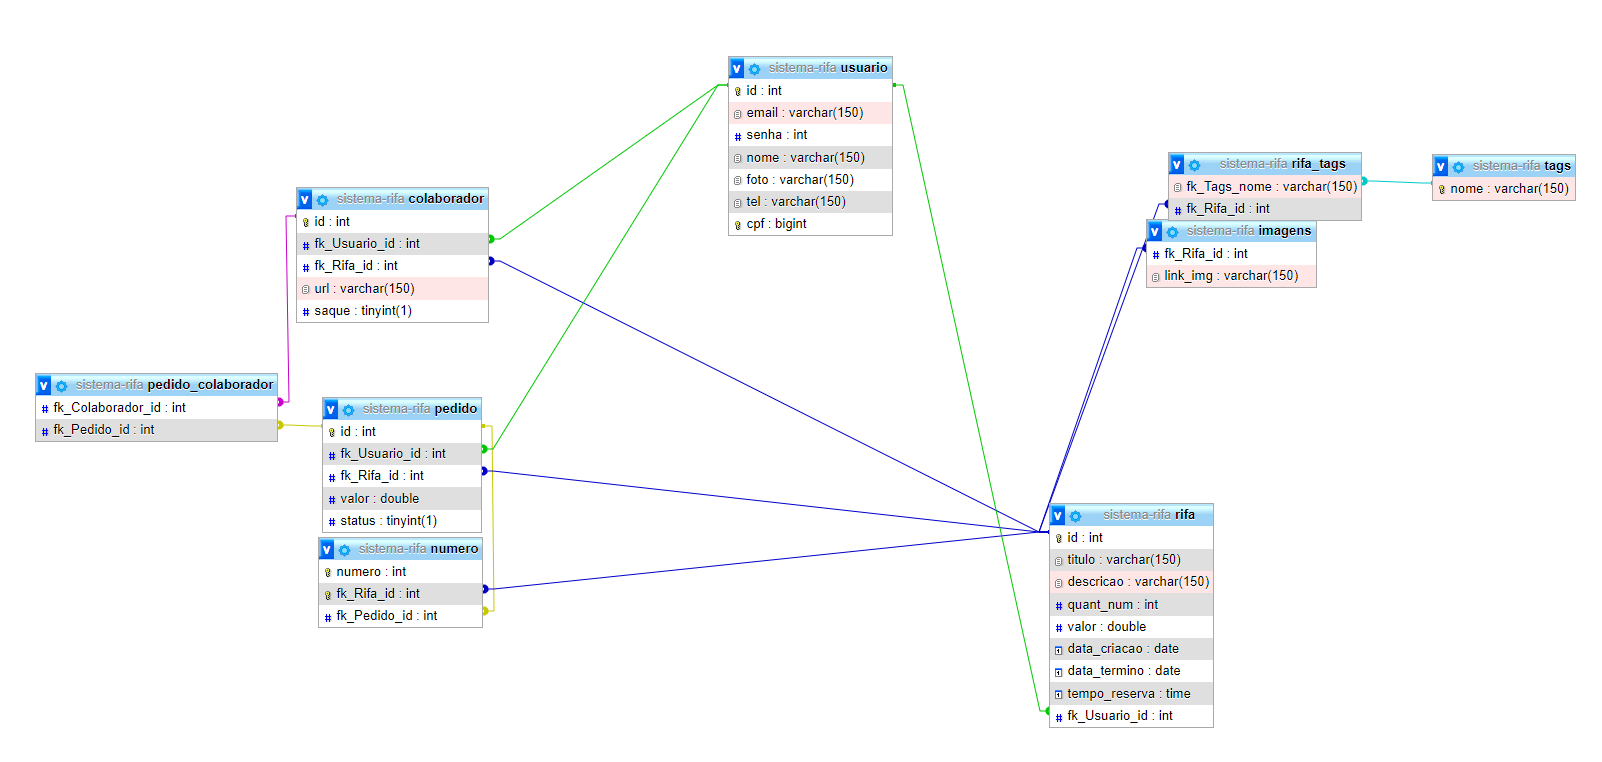 v sistema-rifa usuario
id : int
email : varchar(150)
# senha : int
nome : varchar(150)
foto : varchar(150)
tel : varchar(150)
cpf : bigint
v sistema-rifa colaborador
id : int
# fk_Usuario_id : int
# fk_Rifa_id : int
url : varchar(150)
# saque : tinyint(1)
v sistema-rifa pedido_colaborador
# fk_Colaborador_id : int
# fk_Pedido_id : int
v sistema-rifa pedido
id : int
# fk_Usuario_id : int
# fk_Rifa_id : int
# valor : double
# status : tinyint(1)
v sistema-rifa numero
numero : int
fk_Rifa_id : int
# fk_Pedido_id : int
v sistema-rifa rifa_tags
fk_Tags_nome : varchar(150)
# fk_Rifa_id : int
v sistema-rifa tags
nome : varchar(150)
v sistema-rifa imagens
# fk_Rifa_id : int
link_img : varchar(150)
v sistema-rifa rifa
id : int
titulo : varchar(150)
descricao : varchar(150)
# quant_num : int
# valor : double
data_criacao : date
data_termino : date
tempo_reserva : time
# fk_Usuario_id : int